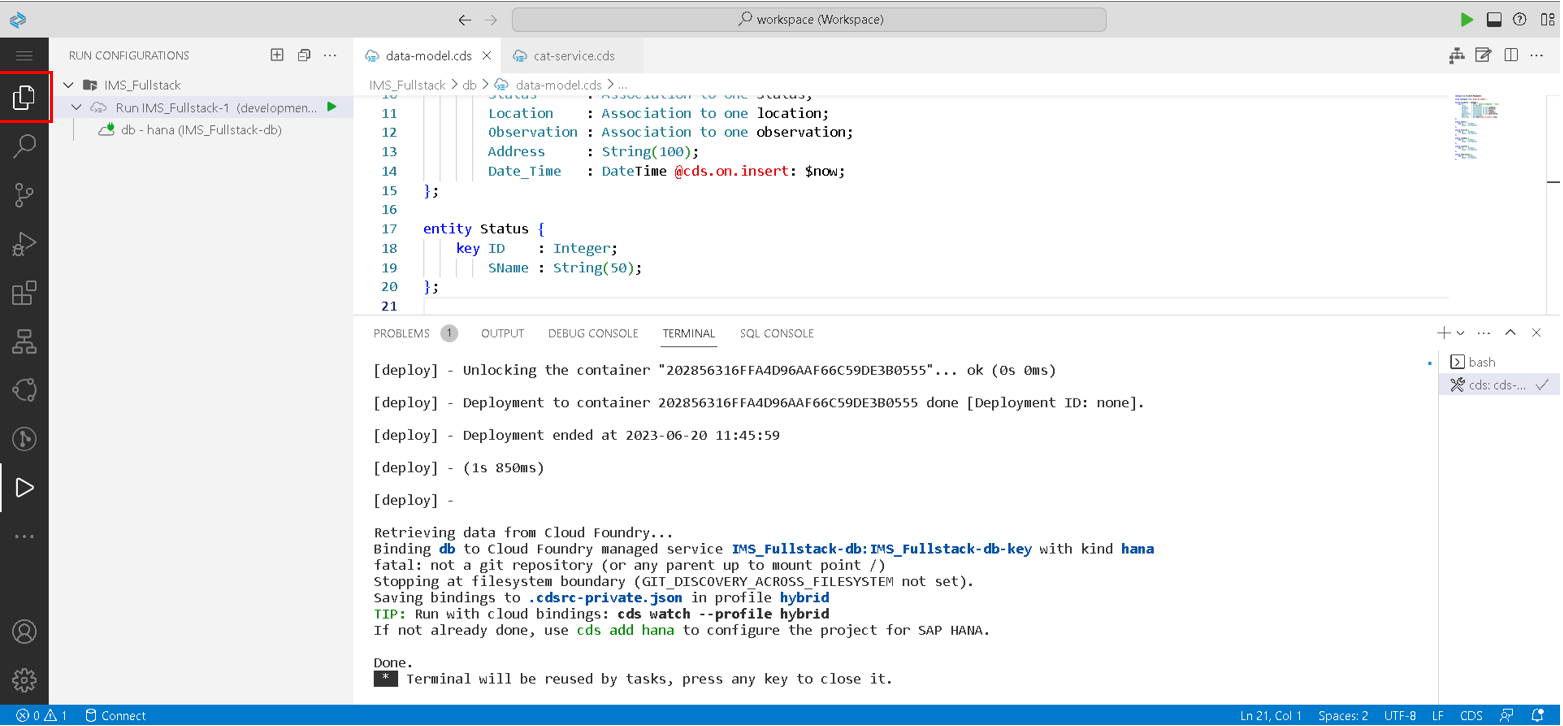 workspace (Workspace)
RUN CONFIGURATIONS
IMS_Fullstack
Run IMS_Fullstack-1 (developmen...
db - hana (IMS_Fullstack-db)
data-model.cds
cat-service.cds
IMS_Fullstack > db > data-model.cds > ...
10 Status : Association to one Status;
11 Location : Association to one location;
12 Observation : Association to one observation;
13 Address : String(100);
14 Date_Time : DateTime @cds.on.insert: $now;
15 };
16
17 entity Status {
18 key ID : Integer;
19 SName : String(50);
20 };
21
PROBLEMS 1 OUTPUT DEBUG CONSOLE TERMINAL SQL CONSOLE
[deploy] - Unlocking the container "202856316FFA4D96AAF66C59DE3B0555"... ok (0s 0ms)
[deploy] - Deployment to container 202856316FFA4D96AAF66C59DE3B0555 done [Deployment ID: none].
[deploy] - Deployment ended at 2023-06-20 11:45:59
[deploy] - (1s 850ms)
[deploy] -
Retrieving data from Cloud Foundry...
Binding db to Cloud Foundry managed service IMS_Fullstack-db:IMS_Fullstack-db-key with kind hana
fatal: not a git repository (or any parent up to mount point /)
Stopping at filesystem boundary (GIT_DISCOVERY_ACROSS_FILESYSTEM not set).
Saving bindings to .cdsrc-private.json in profile hybrid
TIP: Run with cloud bindings: cds watch --profile hybrid
If not already done, use cds add hana to configure the project for SAP HANA.
Done.
* Terminal will be reused by tasks, press any key to close it.
bash
cds: cds-...
0 1 Connect
Ln 21, Col 1 Spaces: 2 UTF-8 LF CDS